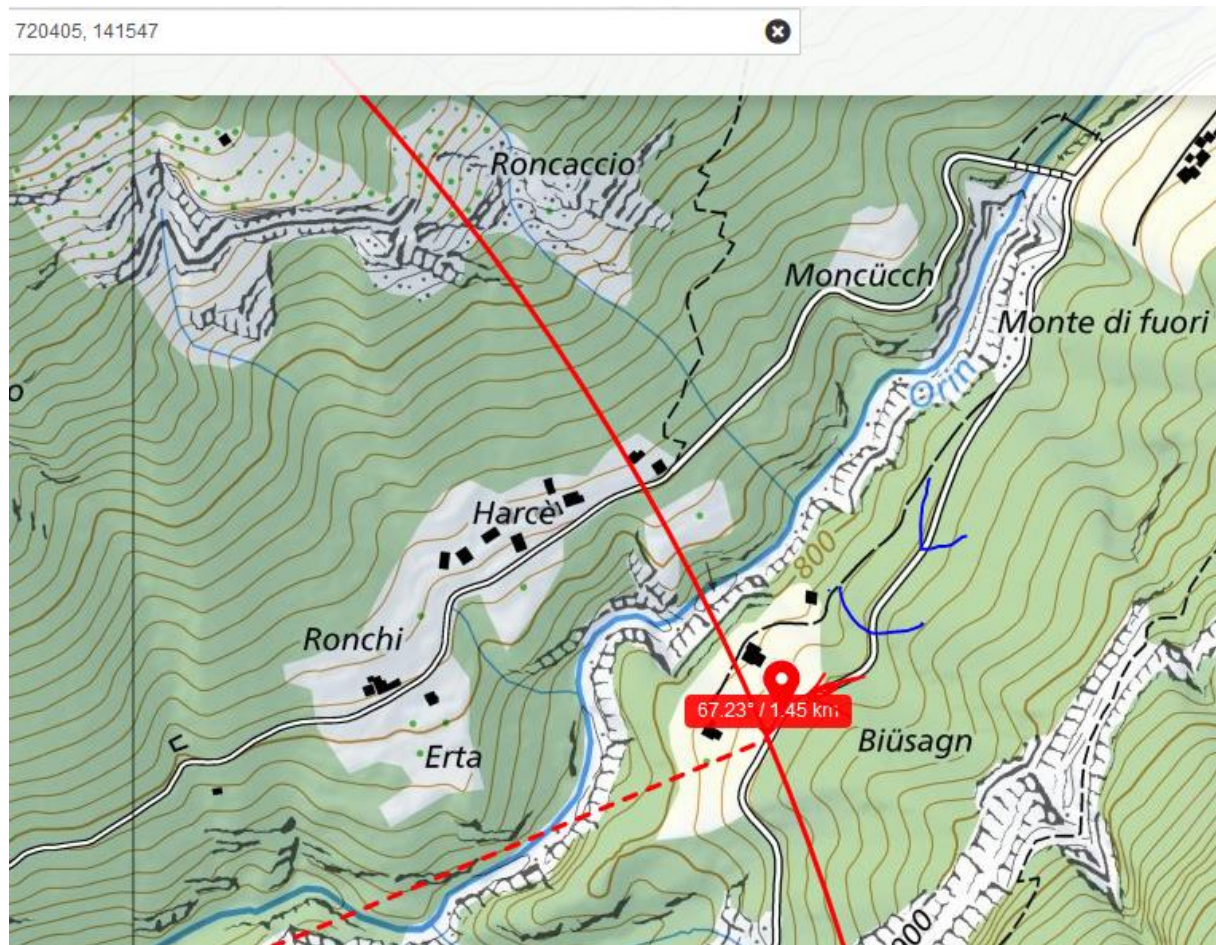 720405, 141547
Roncaccio
Moncücch
Monte di fuori
o
Orin
Harcè
800
Ronchi
67.23° / 1.45 km
Biüsagn
Erta
900